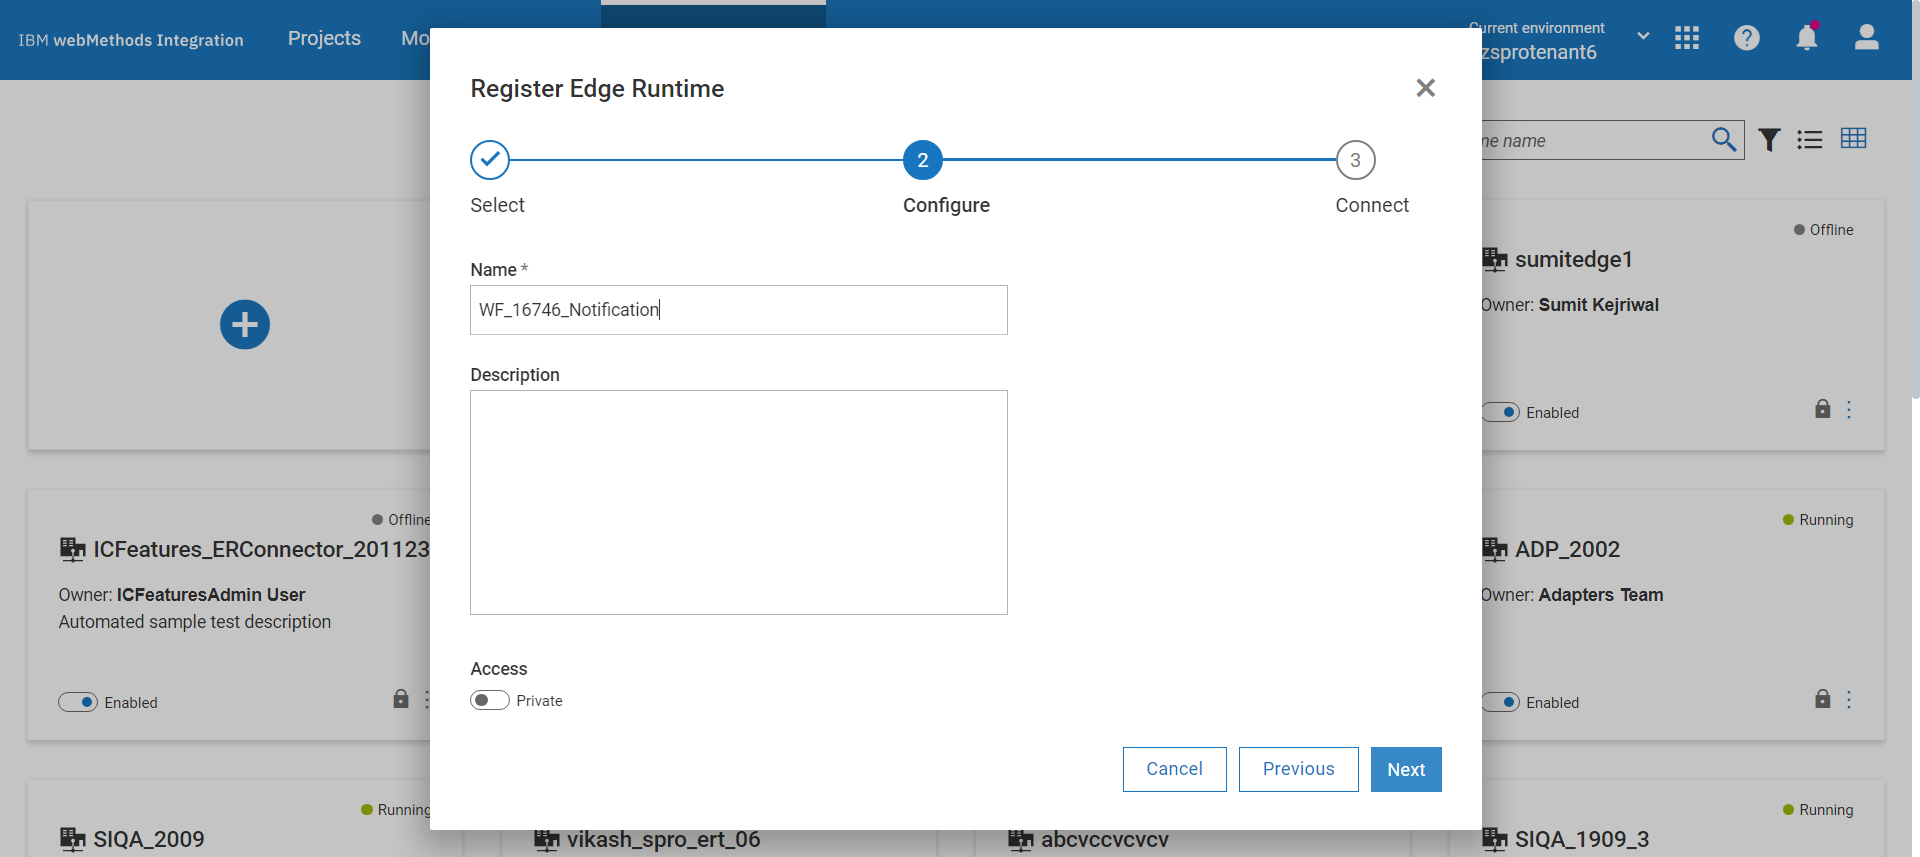 IBM webMethods Integration
Projects
Current environment
zsprotenant6
Register Edge Runtime
2
3
Select
Configure
Connect
Name *
WF_16746_Notification
Description
Access
Private
Cancel
Previous
Next
name
Offline
sumitedge1
Owner: Sumit Kejriwal
Enabled
Offline
ICFeatures_ERConnector_201123
Owner: ICFeaturesAdmin User
Automated sample test description
Enabled
Running
ADP_2002
Owner: Adapters Team
Enabled
Running
SIQA_2009
vikash_spro_ert_06
abcvccvcvcv
Running
SIQA_1909_3